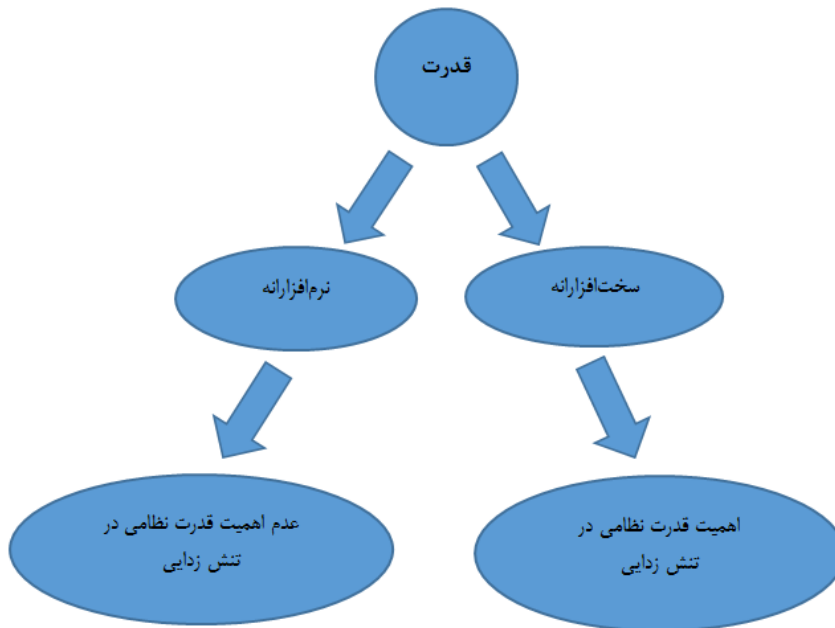 قدرت
سخت‌افزارانه
نرم‌افزارانه
اهمیت قدرت نظامی در
تنش زدایی
عدم اهمیت قدرت نظامی در
تنش زدایی